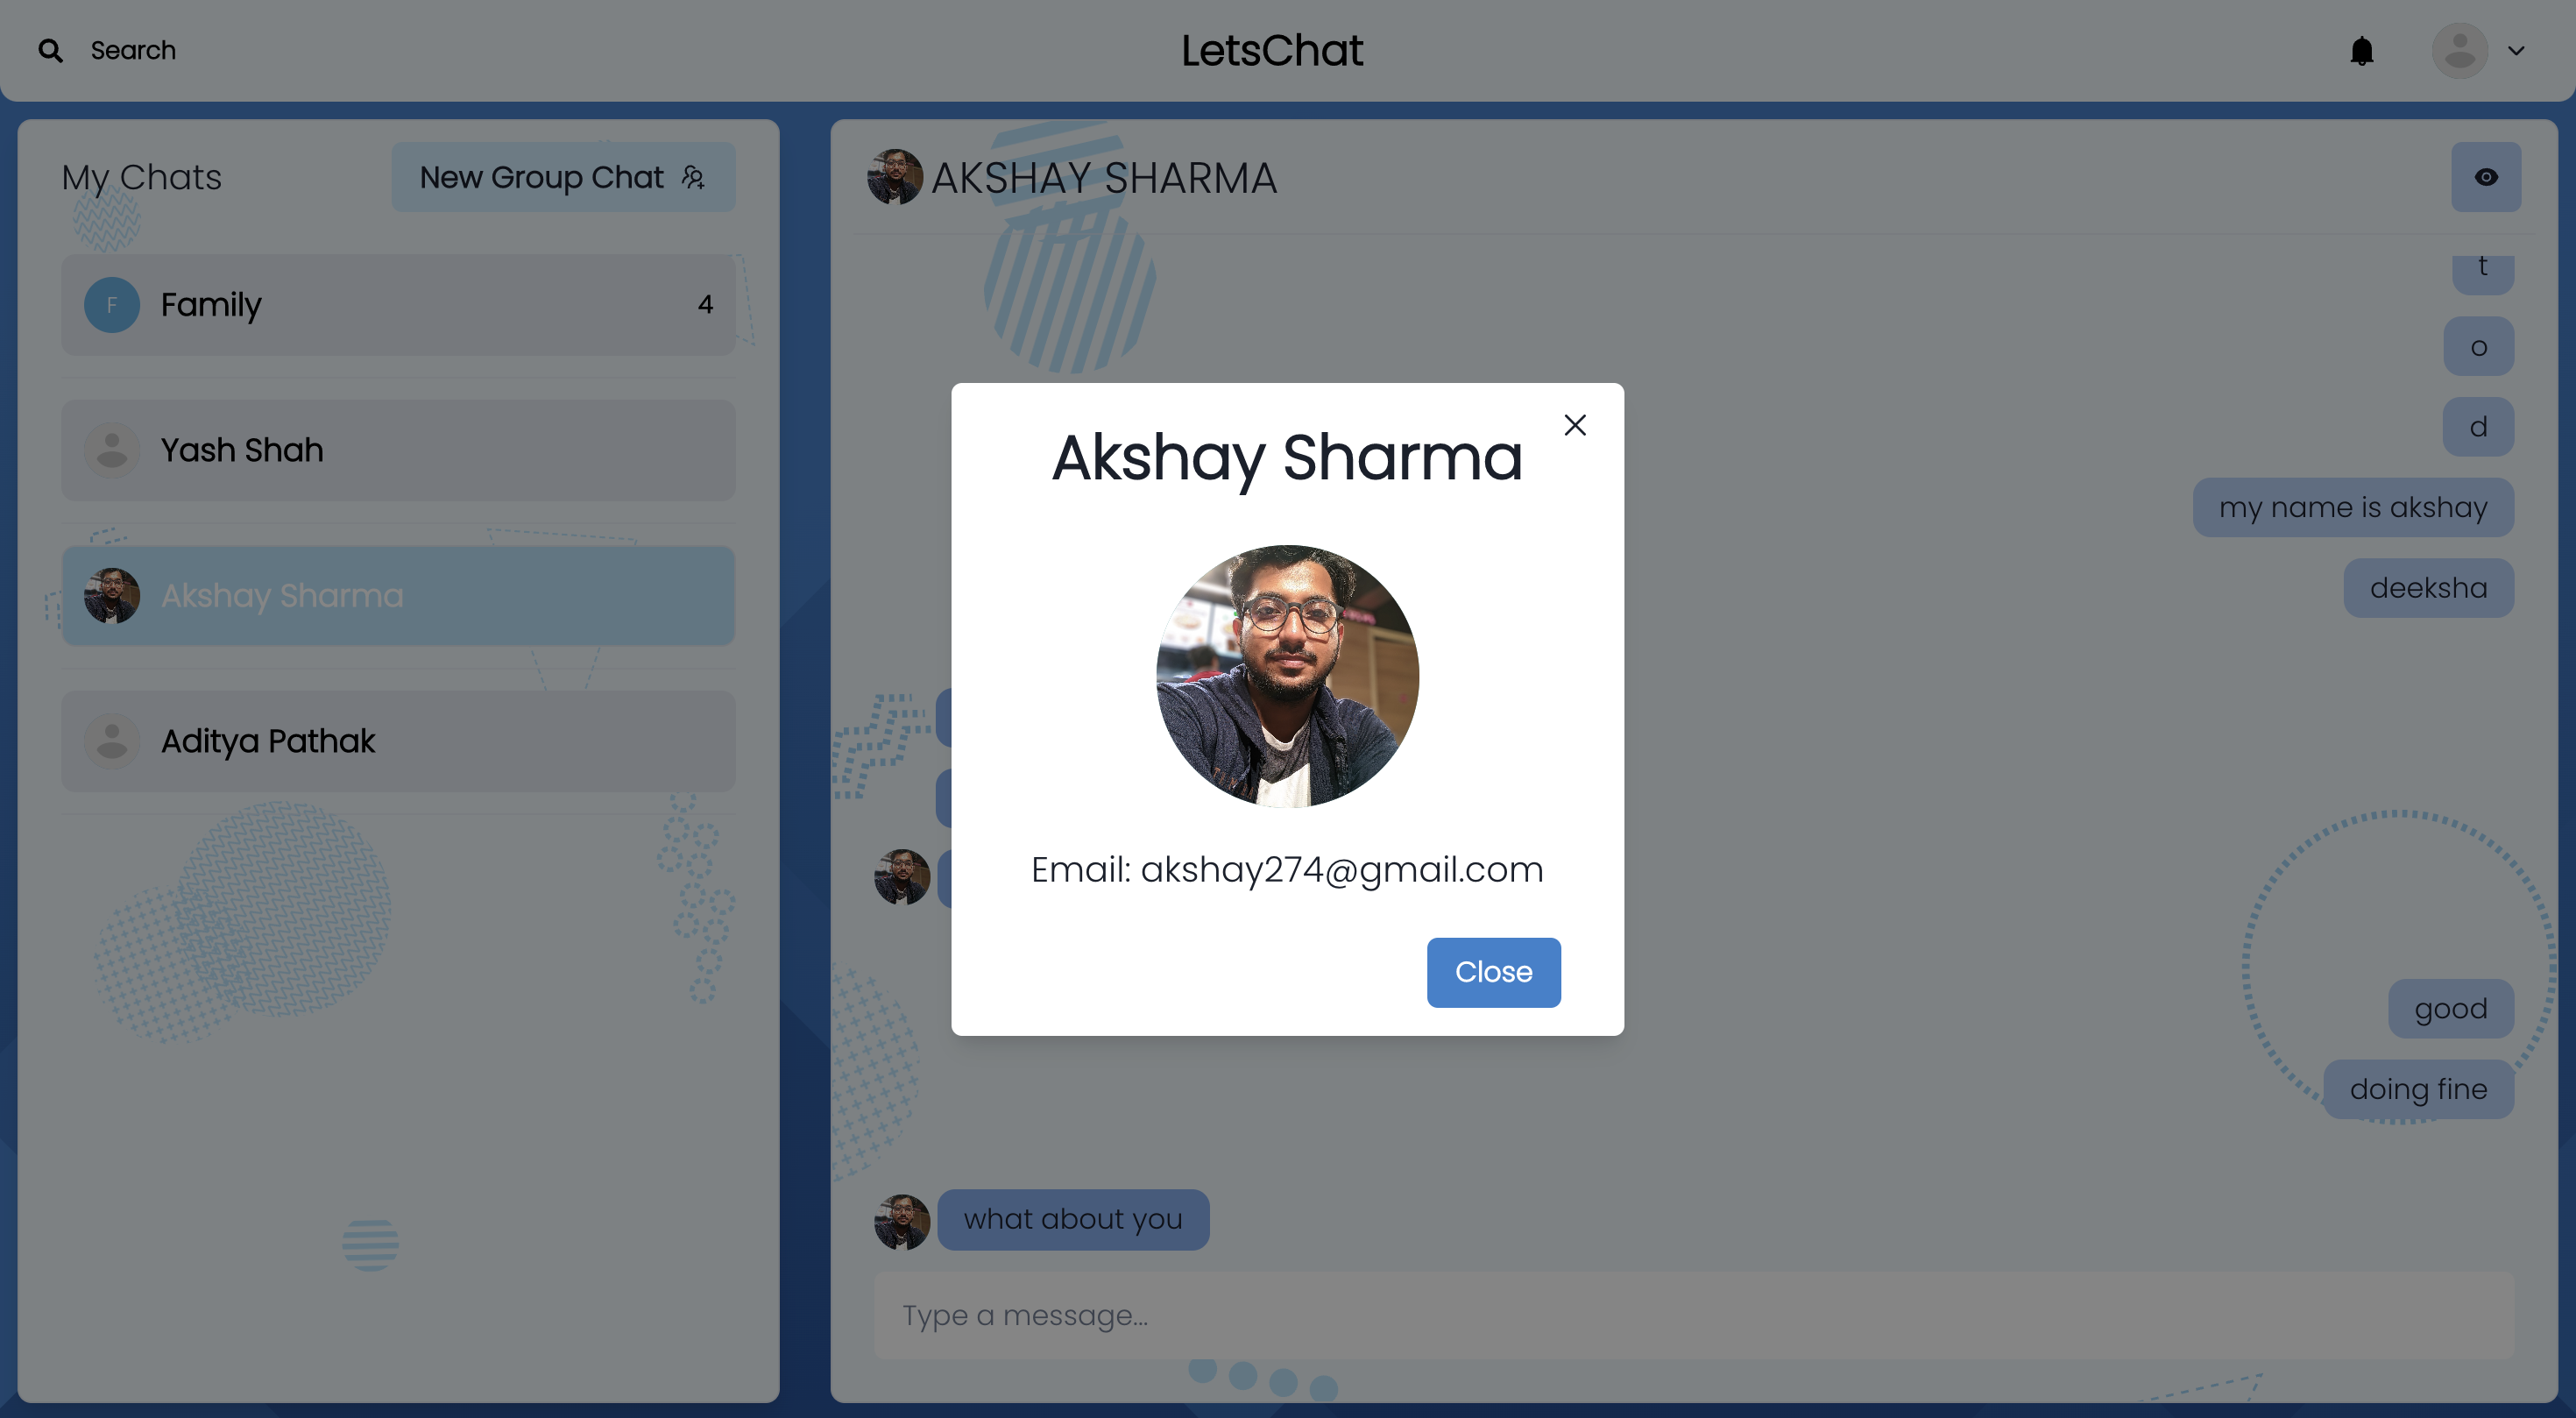 Search
LetsChat
My Chats
New Group Chat
F
Family
4
Yash Shah
Akshay Sharma
Aditya Pathak
AKSHAY SHARMA
t
o
d
my name is akshay
deeksha
Akshay Sharma
Email: akshay274@gmail.com
Close
good
doing fine
what about you
Type a message...